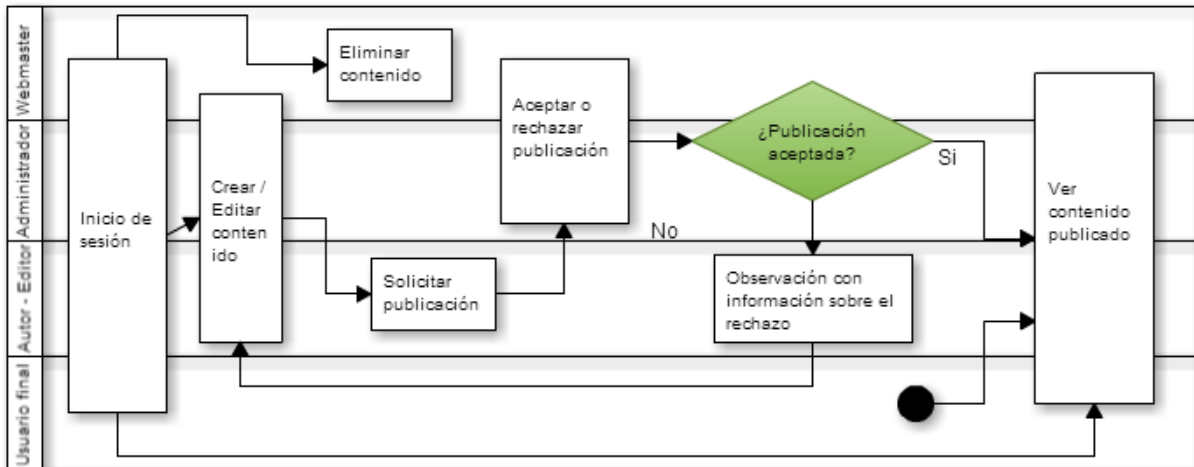 Webmaster
Administrador
Autor - Editor
Usuario final
Inicio de
sesión
Eliminar
contenido
Crear /
Editar
conten
ido
Solicitar
publicación
Aceptar o
rechazar
publicación
¿Publicación
aceptada?
Si
No
Observación con
información sobre el
rechazo
Ver
contenido
publicado